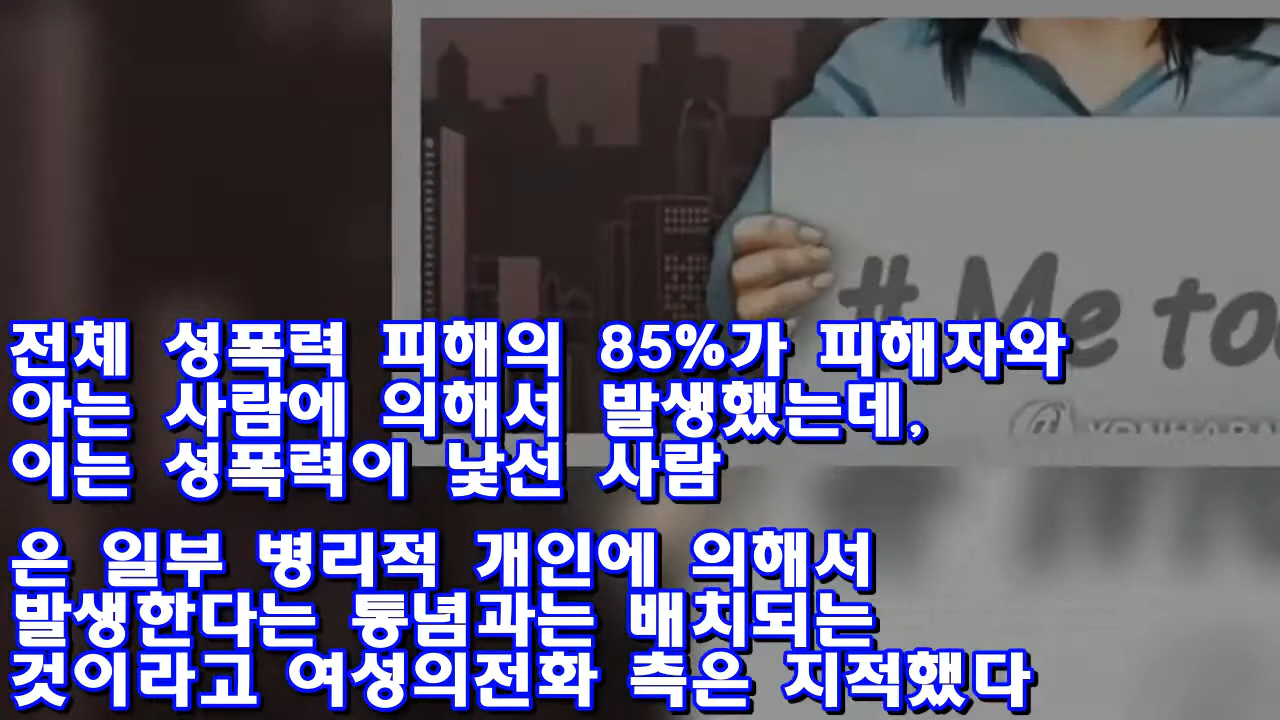 # Me to
YONHAPN
전체 성폭력 피해의 85%가 피해자와
아는 사람에 의해서 발생했는데,
이는 성폭력이 낯선 사람
은 일부 병리적 개인에 의해서
발생한다는 통념과는 배치되는
것이라고 여성의전화 측은 지적했다